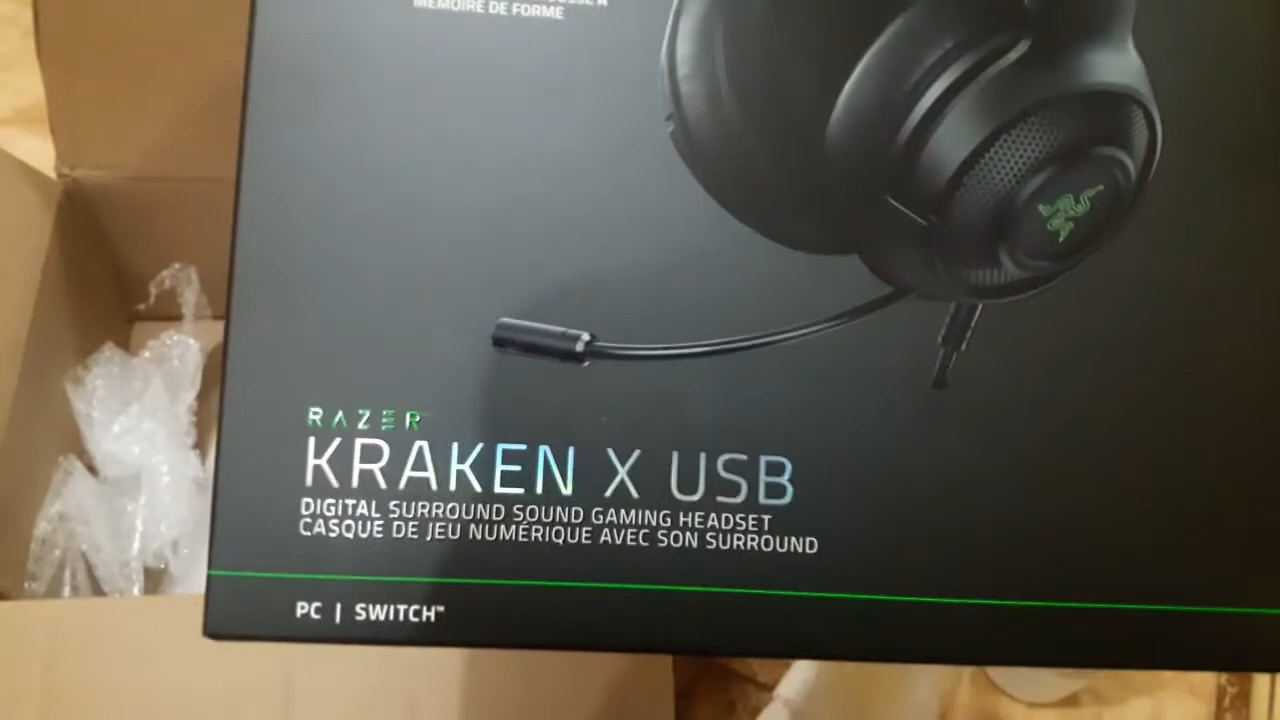 MÉMOIRE DE FORME
RAZER
KRAKEN X USB
DIGITAL SURROUND SOUND GAMING HEADSET
CASQUE DE JEU NUMÉRIQUE AVEC SON SURROUND
PC | SWITCH™